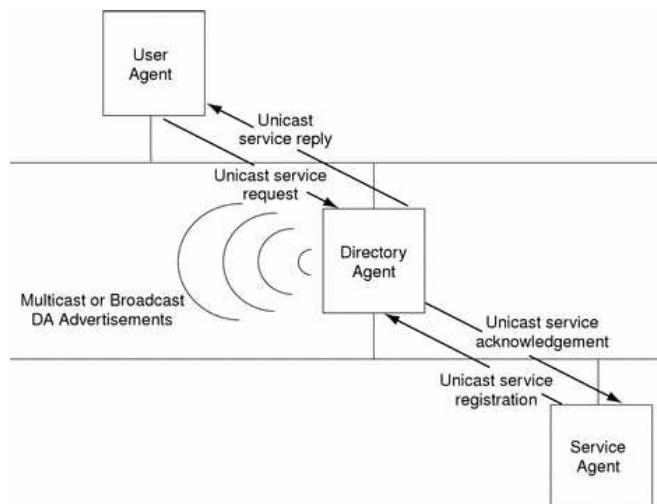 User
Agent
Unicast
service reply
Unicast service
request
Directory
Agent
Multicast or Broadcast
DA Advertisements
Unicast service
acknowledgement
Unicast service
registration
Service
Agent